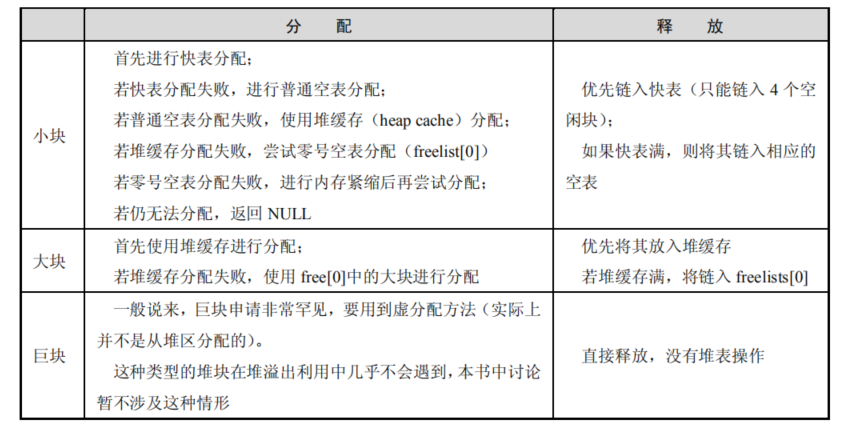 分 配
释 放
小块
首先进行快表分配；
若快表分配失败，进行普通空表分配；
若普通空表分配失败，使用堆缓存（heap cache）分配；
若堆缓存分配失败，尝试零号空表分配（freelist[0]）
若零号空表分配失败，进行内存紧缩后再尝试分配；
若仍无法分配，返回 NULL
优先链入快表（只能链入 4 个空
闲块）；
如果快表满，则将其链入相应的
空表
大块
首先使用堆缓存进行分配；
若堆缓存分配失败，使用 free[0]中的大块进行分配
优先将其放入堆缓存
若堆缓存满，将链入 freelists[0]
巨块
一般说来，巨块申请非常罕见，要用到虚分配方法（实际上
并不是从堆区分配的）。
这种类型的堆块在堆溢出利用中几乎不会遇到，本书中讨论
暂不涉及这种情形
直接释放，没有堆表操作